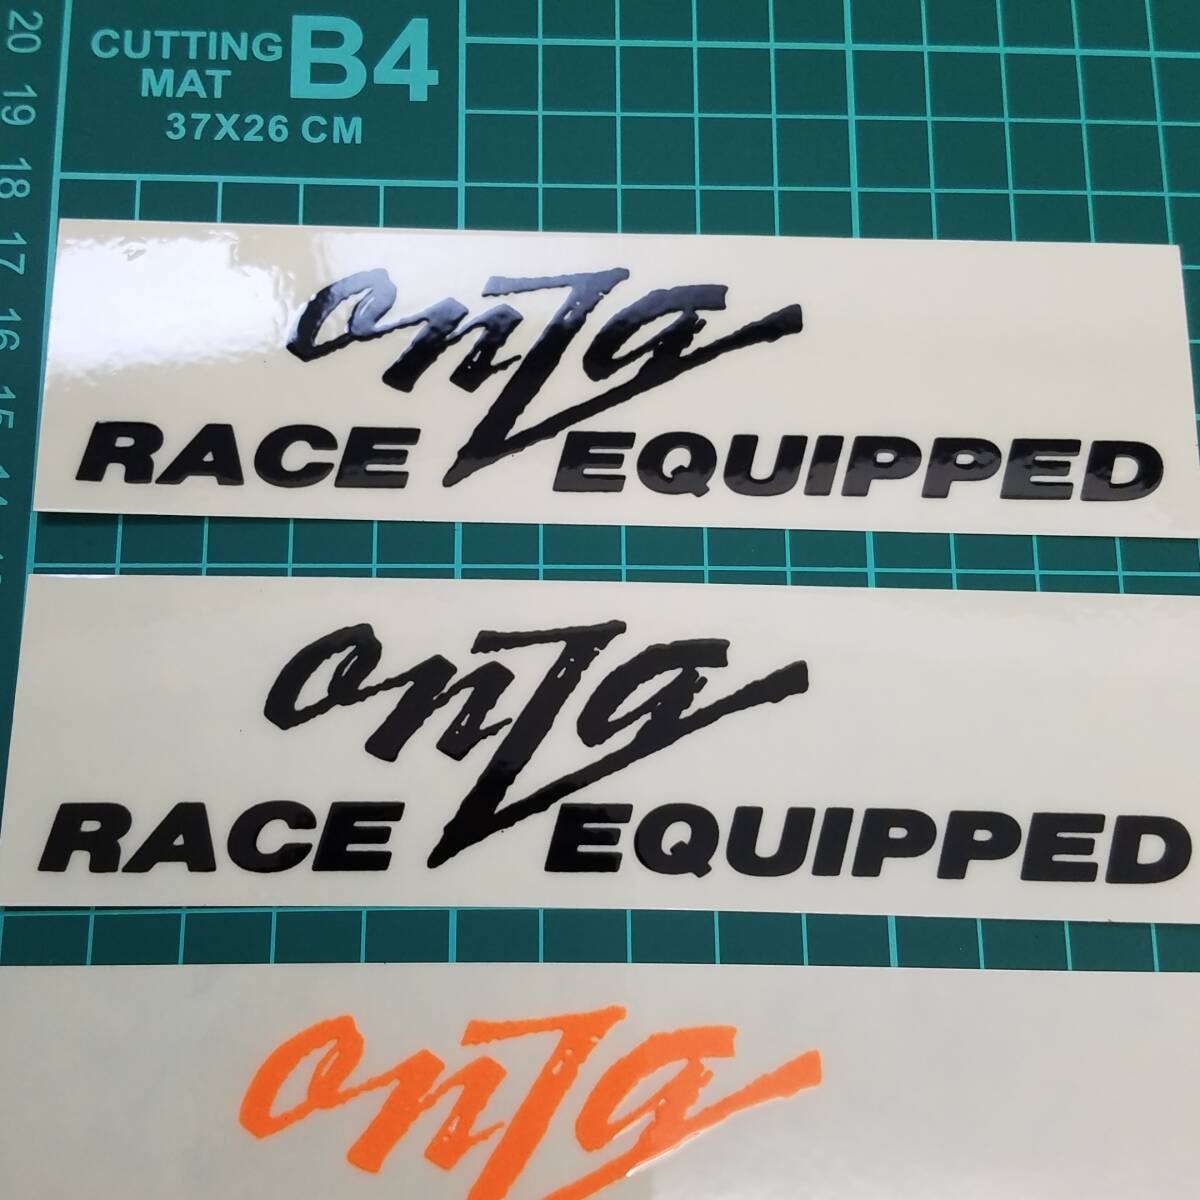 20
CUTTING MAT B4
37X26 CM
19
18
17
16
15
onza
RACE EQUIPPED
onza
RACE EQUIPPED
onza